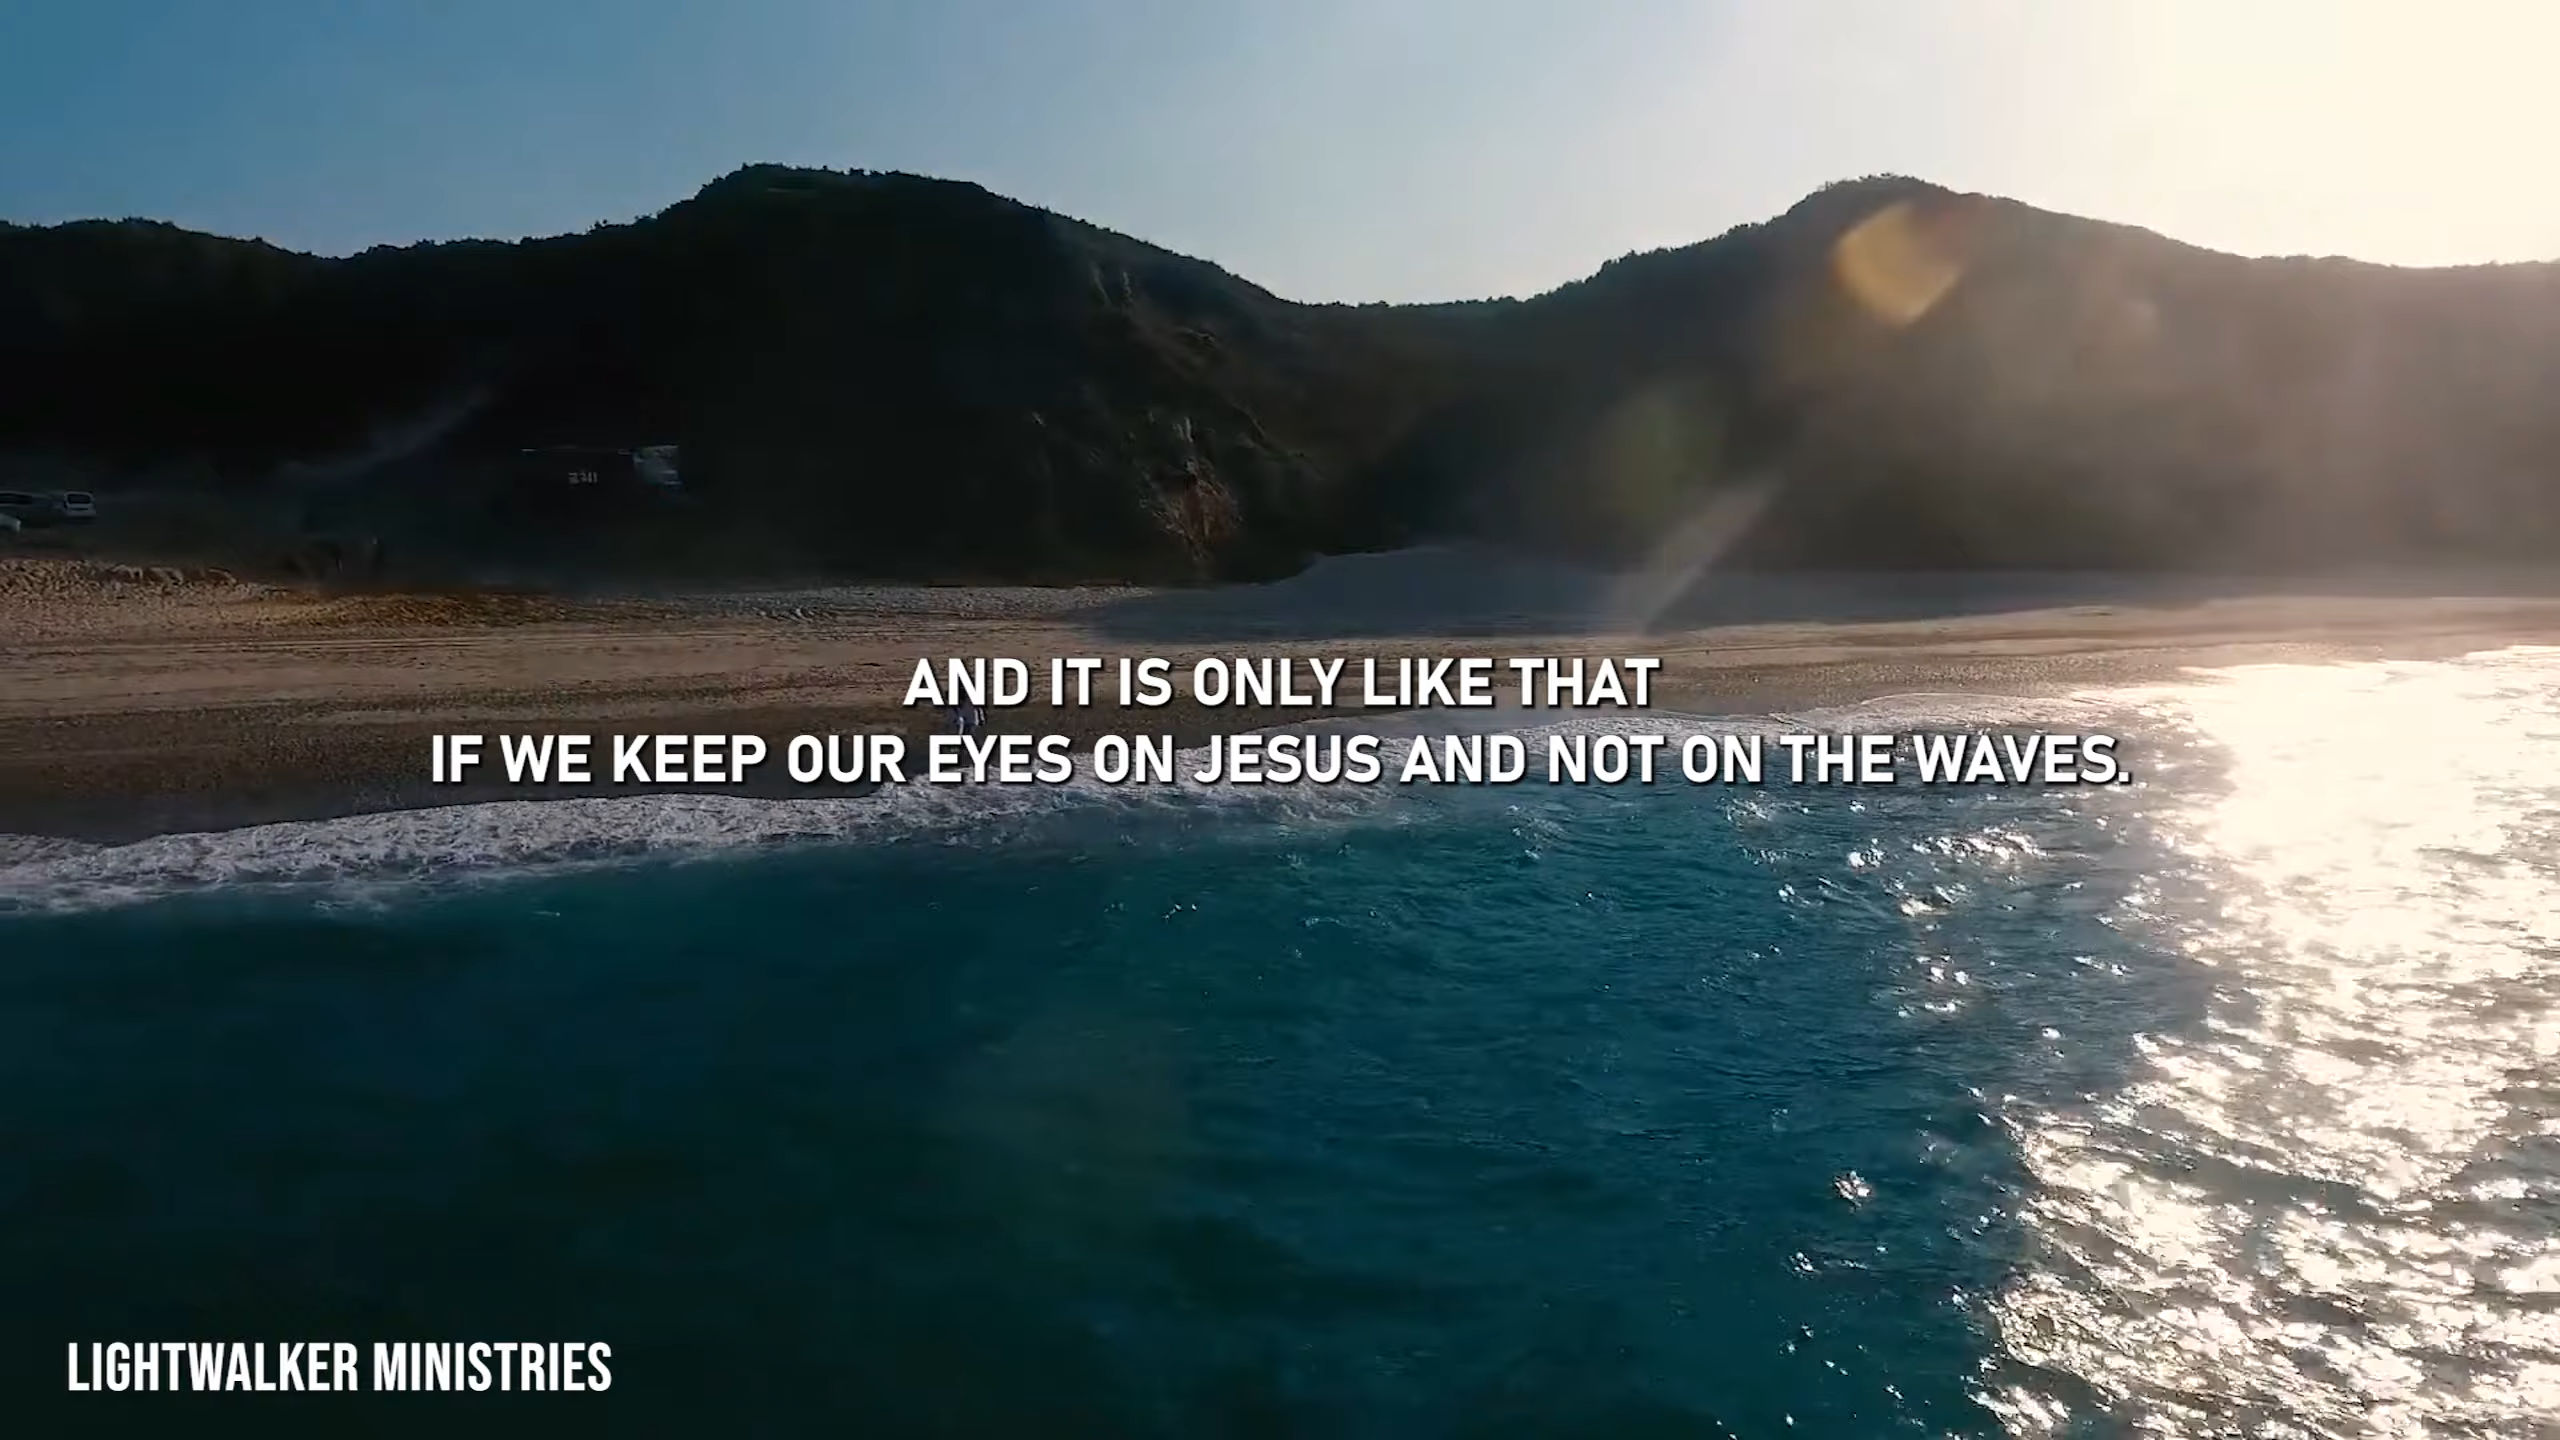 AND IT IS ONLY LIKE THAT
IF WE KEEP OUR EYES ON JESUS AND NOT ON THE WAVES.
LIGHTWALKER MINISTRIES